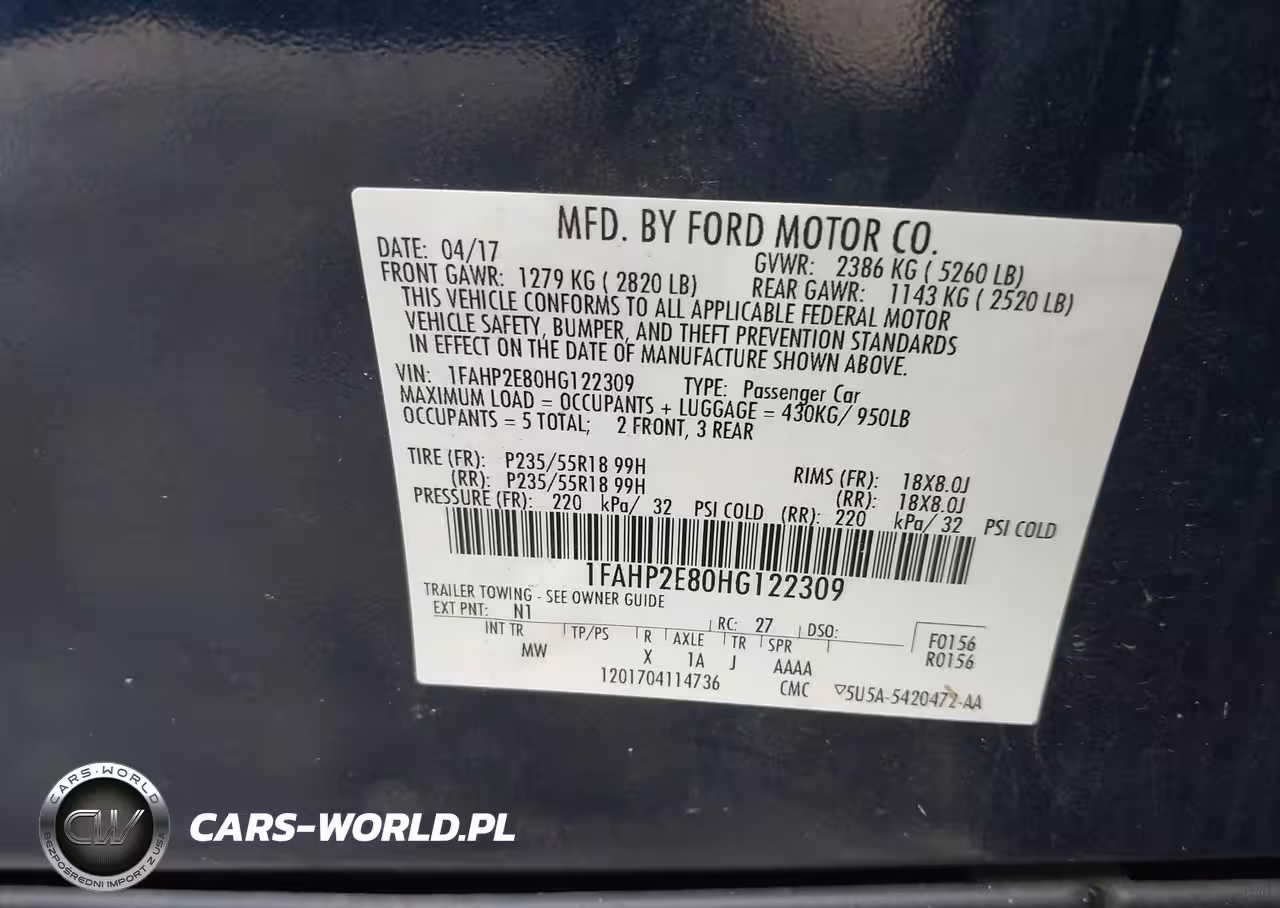 MFD. BY FORD MOTOR CO.
DATE: 04/17 GVWR: 2386 KG ( 5260 LB)
FRONT GAWR: 1279 KG ( 2820 LB) REAR GAWR: 1143 KG ( 2520 LB)
THIS VEHICLE CONFORMS TO ALL APPLICABLE FEDERAL MOTOR
VEHICLE SAFETY, BUMPER, AND THEFT PREVENTION STANDARDS
IN EFFECT ON THE DATE OF MANUFACTURE SHOWN ABOVE.
VIN: 1FAHP2E80HG122309 TYPE: Passenger Car
MAXIMUM LOAD = OCCUPANTS + LUGGAGE = 430KG/ 950LB
OCCUPANTS = 5 TOTAL; 2 FRONT, 3 REAR
TIRE (FR): P235/55R18 99H RIMS (FR): 18X8.0J
(RR): P235/55R18 99H (RR): 18X8.0J
PRESSURE (FR): 220 kPa/ 32 PSI COLD (RR): 220 kPa/ 32 PSI COLD
1FAHP2E80HG122309
TRAILER TOWING - SEE OWNER GUIDE
EXT PNT: N1 RC: 27 DSO: F0156
INT TR TP/PS R AXLE TR SPR R0156
MW X 1A J AAAA
1201704114736 CMC ▽5U5A-5420472-AA
CARS-WORLD
CW
BEZPOŚREDNI IMPORT Z USA
CARS-WORLD.PL